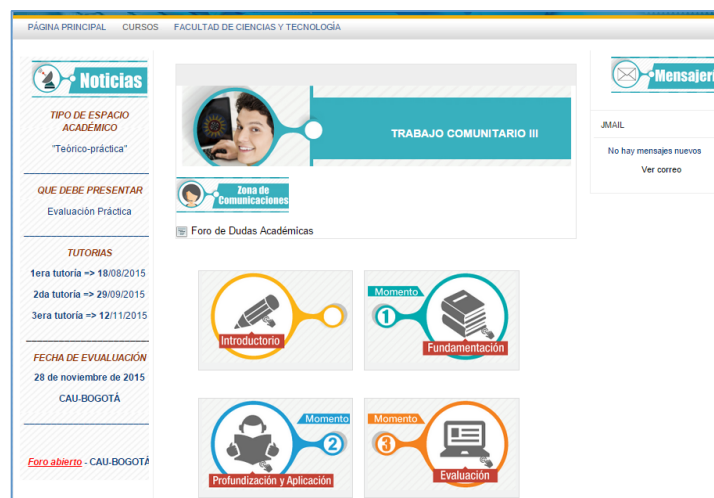 PÁGINA PRINCIPAL CURSOS FACULTAD DE CIENCIAS Y TECNOLOGÍA
Noticias
TIPO DE ESPACIO
ACADÉMICO
"Teòrico-práctica"
QUE DEBE PRESENTAR
Evaluación Práctica
TUTORIAS
1era tutoría => 18/08/2015
2da tutoría => 29/09/2015
3era tutoría => 12/11/2015
FECHA DE EVUALUACIÓN
28 de noviembre de 2015
CAU-BOGOTÁ
Foro abierto - CAU-BOGOTÁ
TRABAJO COMUNITARIO III
Zona de
Comunicaciones
Foro de Dudas Académicas
Introductorio
Momento
1
Fundamentación
Momento
2
Profundización y Aplicación
Momento
3
Evaluación
Mensajerí
JMAIL
No hay mensajes nuevos
Ver correo